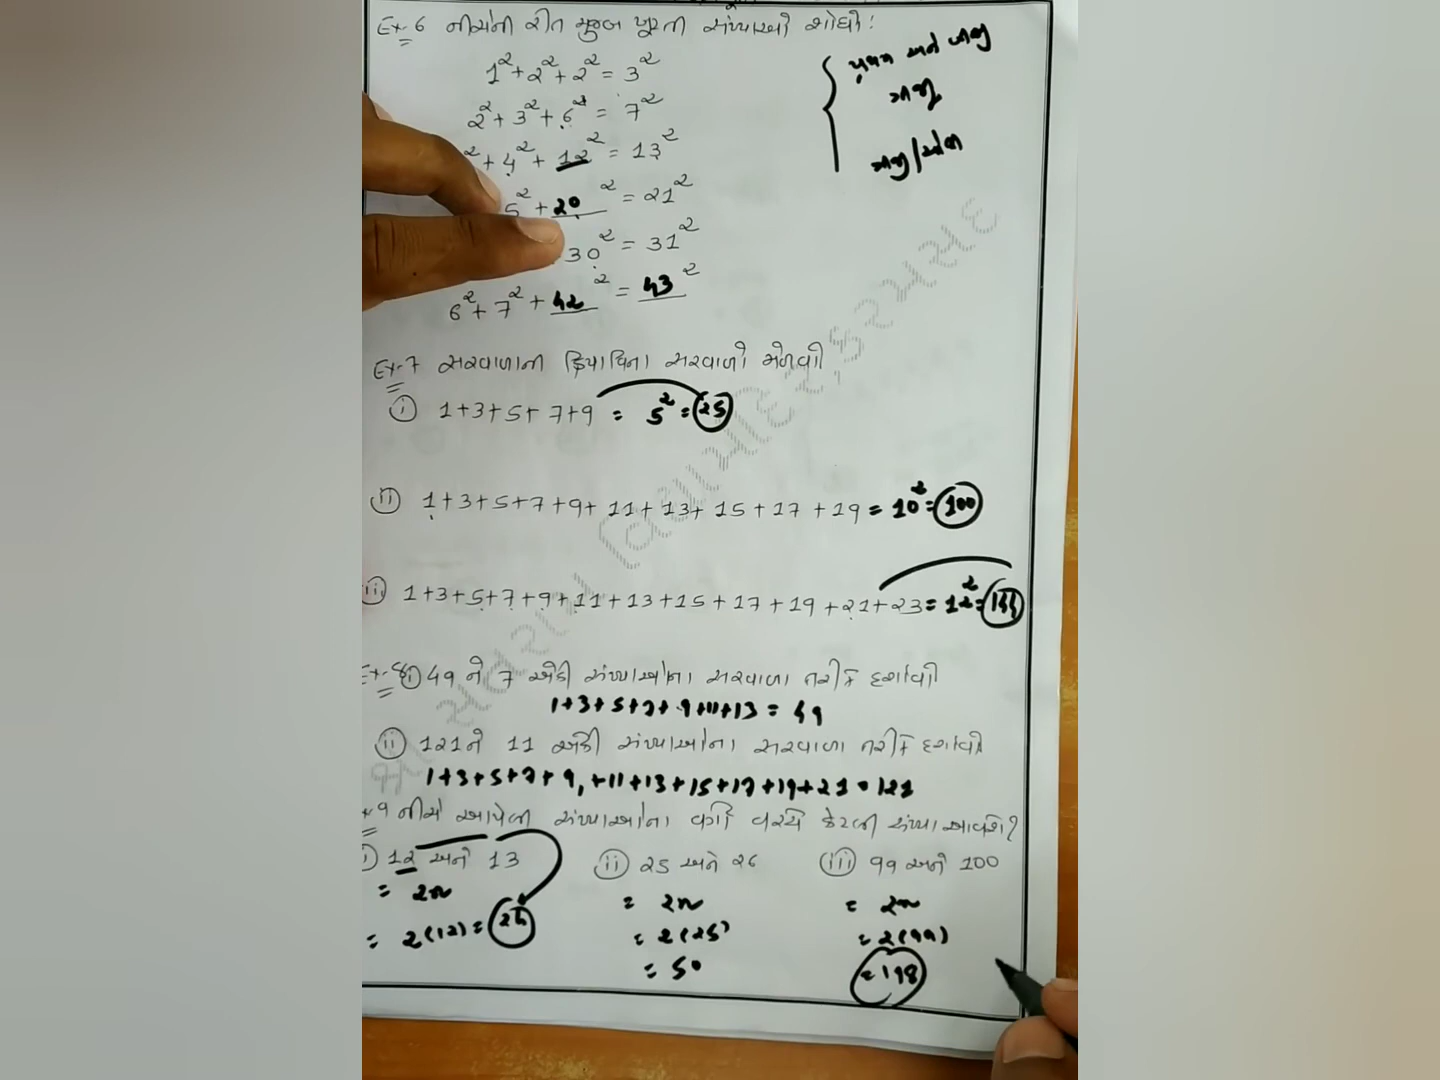 Ex-6 નીચેની રીત મુજબ ખૂટતી સંખ્યાઓ શોધો!
1² + 2² + 2² = 3²
2² + 3² + 6² = 7²
² + 4² + 12² = 13²
5² + 20² = 21²
30² = 31²
6² + 7² + 42² = 43²
પ્રથમ અને બીજી
Ex-7 સરવાળાની ક્રિયા વિના સરવાળો મેળવો
i 1+3+5+7+9 = 5² = 25
ii 1+3+5+7+9+ 11+13+ 15+17+19 = 10² = 100
iii 1+3+5+7+9+11+13+15+17+19+21+23 = 12² = 144
Ex-8 i 49 ને 7 એકી સંખ્યાઓના સરવાળા તરીકે દર્શાવો
1+3+5+7+9+11+13 = 49
ii 121ને 11 એકી સંખ્યાઓના સરવાળા તરીકે દર્શાવો
1+3+5+7+9,+11+13+15+17+19+21=121
9 નીચે આપેલી સંખ્યાઓના વર્ગો વચ્ચે કેટલી સંખ્યા આવશે?
i) 12 અને 13 ii 25 અને 26 iii 99 અને 100
= 2n = 2n = 2n
= 2(12) = 24 = 2(25) = 2(99)
= 50 = 198